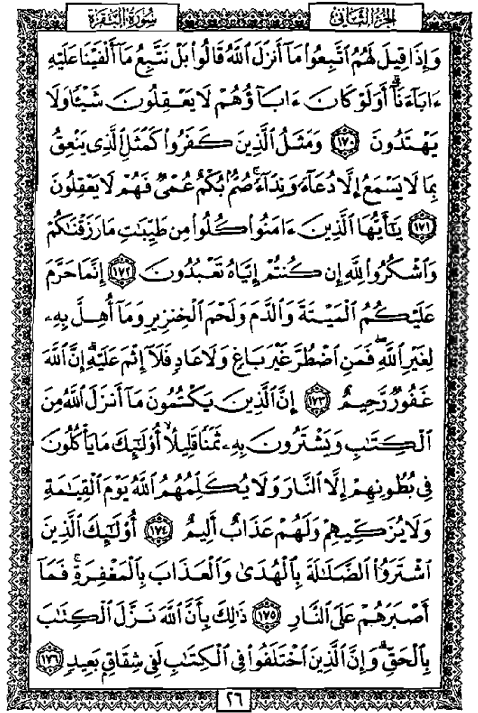 الجزء الثاني
سورة البقرة
وَإِذَا قِيلَ لَهُمُ ٱتَّبِعُوا۟ مَآ أَنزَلَ ٱللَّهُ قَالُوا۟ بَلْ نَتَّبِعُ مَآ أَلْفَيْنَا عَلَيْهِ
ءَابَآءَنَآ ۗ أَوَلَوْ كَانَ ءَابَآؤُهُمْ لَا يَعْقِلُونَ شَيْـًٔا وَلَا
يَهْتَدُونَ ١٧٠ وَمَثَلُ ٱلَّذِينَ كَفَرُوا۟ كَمَثَلِ ٱلَّذِى يَنْعِقُ
بِمَا لَا يَسْمَعُ إِلَّا دُعَآءً وَنِدَآءً ۚ صُمٌّۢ بُكْمٌ عُمْىٌ فَهُمْ لَا يَعْقِلُونَ
١٧١ يَـٰٓأَيُّهَا ٱلَّذِينَ ءَامَنُوا۟ كُلُوا۟ مِن طَيِّبَـٰتِ مَا رَزَقْنَـٰكُمْ
وَٱشْكُرُوا۟ لِلَّهِ إِن كُنتُمْ إِيَّاهُ تَعْبُدُونَ ١٧٢ إِنَّمَا حَرَّمَ
عَلَيْكُمُ ٱلْمَيْتَةَ وَٱلدَّمَ وَلَحْمَ ٱلْخِنزِيرِ وَمَآ أُهِلَّ بِهِۦ
لِغَيْرِ ٱللَّهِ ۖ فَمَنِ ٱضْطُرَّ غَيْرَ بَاغٍ وَلَا عَادٍ فَلَآ إِثْمَ عَلَيْهِ ۚ إِنَّ ٱللَّهَ
غَفُورٌ رَّحِيمٌ ١٧٣ إِنَّ ٱلَّذِينَ يَكْتُمُونَ مَآ أَنزَلَ ٱللَّهُ مِنَ
ٱلْكِتَـٰبِ وَيَشْتَرُونَ بِهِۦ ثَمَنًا قَلِيلًا ۙ أُو۟لَـٰٓئِكَ مَا يَأْكُلُونَ
فِى بُطُونِهِمْ إِلَّا ٱلنَّارَ وَلَا يُكَلِّمُهُمُ ٱللَّهُ يَوْمَ ٱلْقِيَـٰمَةِ
وَلَا يُزَكِّيهِمْ وَلَهُمْ عَذَابٌ أَلِيمٌ ١٧٤ أُو۟لَـٰٓئِكَ ٱلَّذِينَ
ٱشْتَرَوُا۟ ٱلضَّلَـٰلَةَ بِٱلْهُدَىٰ وَٱلْعَذَابَ بِٱلْمَغْفِرَةِ ۚ فَمَآ
أَصْبَرَهُمْ عَلَى ٱلنَّارِ ١٧٥ ذَٰلِكَ بِأَنَّ ٱللَّهَ نَزَّلَ ٱلْكِتَـٰبَ
بِٱلْحَقِّ ۗ وَإِنَّ ٱلَّذِينَ ٱخْتَلَفُوا۟ فِى ٱلْكِتَـٰبِ لَفِى شِقَاقٍۭ بَعِيدٍ ١٧٦
٢٦